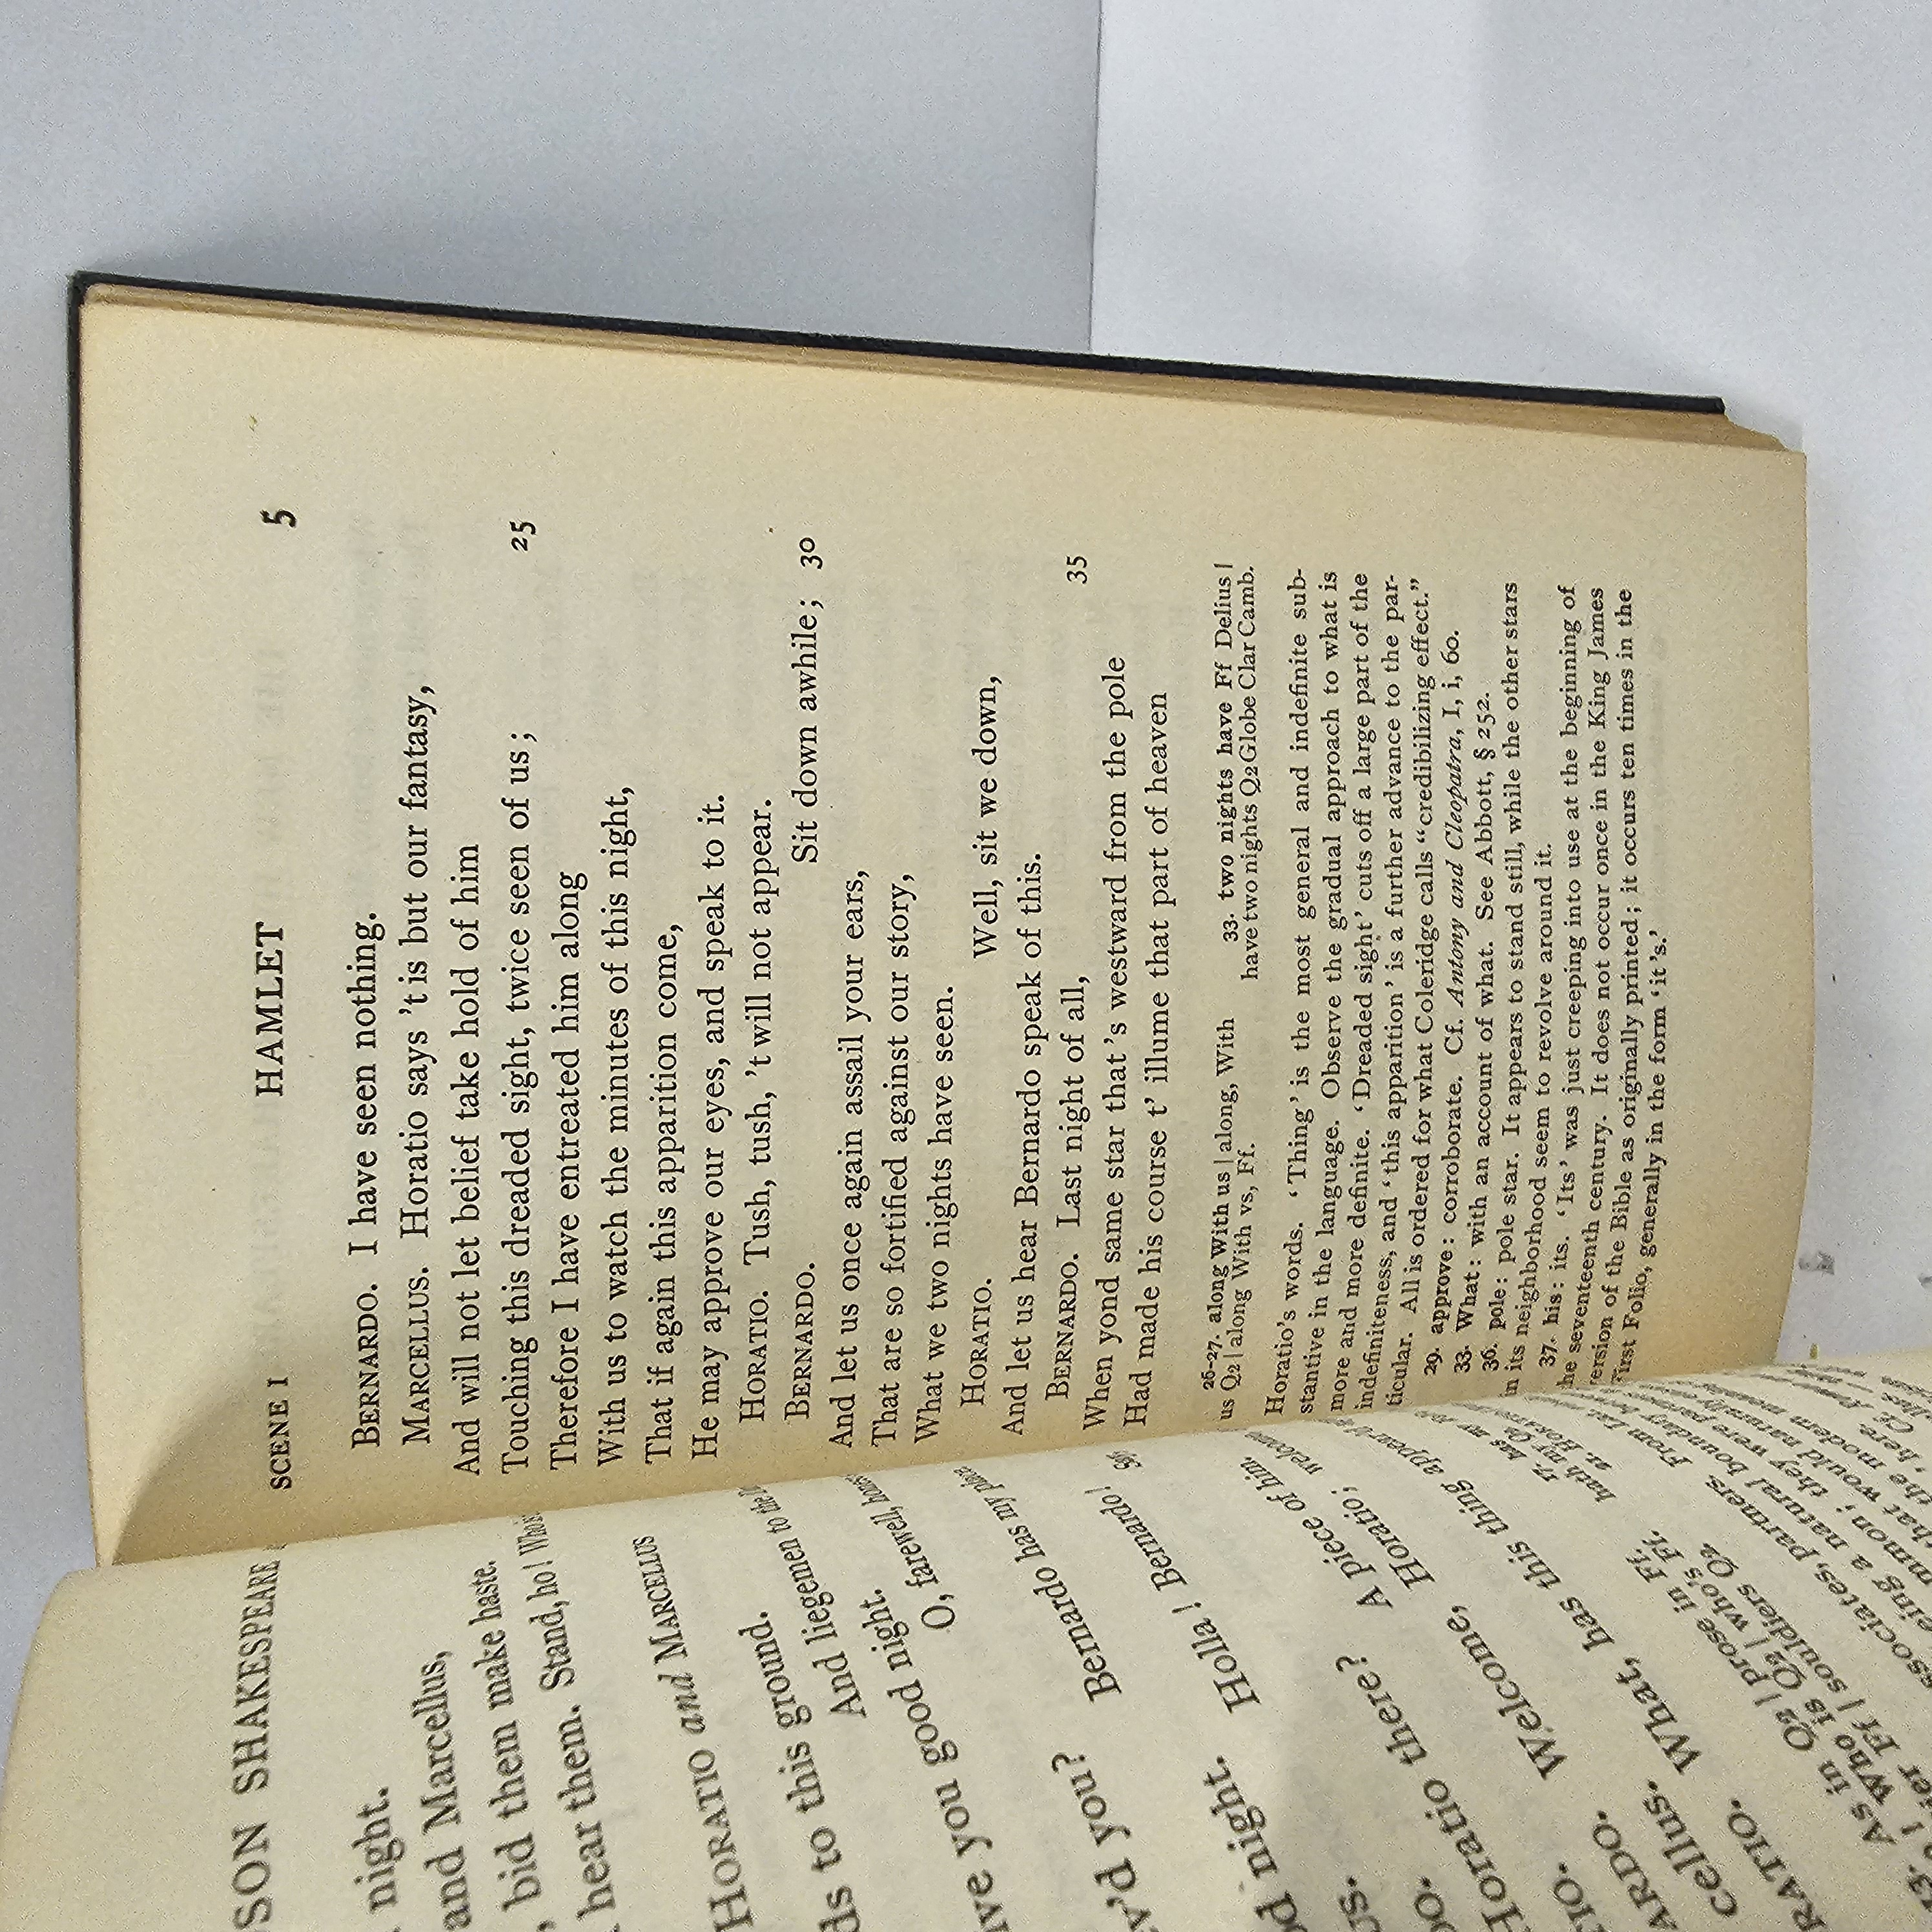 SON SHAKESPEARE
night.
and Marcellus,
, bid them make haste.
hear them. Stand, ho! Who is
HORATIO and MARCELLUS
to this ground.
And liegemen to the
you good night.
O, farewell, honest
Bernardo has my place.
you?
Holla! Bernardo!
Say,
night.
A piece of him.
Horatio there?
Welcome, Horatio; welcome
What, has this thing appear'd
17. has my
hath my Q2
As in Q2 | prose in Ff.
Who is Q2 | who's Ff.
Ff | souldiers Q2
associates, partners. From
being a natural boundary
they were
that would naturally
the modern
here.
SCENE I HAMLET 5
BERNARDO. I have seen nothing.
MARCELLUS. Horatio says 't is but our fantasy,
And will not let belief take hold of him
Touching this dreaded sight, twice seen of us; 25
Therefore I have entreated him along
With us to watch the minutes of this night,
That if again this apparition come,
He may approve our eyes, and speak to it.
HORATIO. Tush, tush, 't will not appear.
BERNARDO. Sit down awhile; 30
And let us once again assail your ears,
That are so fortified against our story,
What we two nights have seen.
HORATIO. Well, sit we down,
And let us hear Bernardo speak of this.
BERNARDO. Last night of all, 35
When yond same star that 's westward from the pole
Had made his course t' illume that part of heaven
26-27. along With us | along, With
us Q2 | along With vs, Ff.
33. two nights have Ff Delius |
have two nights Q2 Globe Clar Camb.
Horatio's words. 'Thing' is the most general and indefinite sub-
stantive in the language. Observe the gradual approach to what is
more and more definite. 'Dreaded sight' cuts off a large part of the
indefiniteness, and 'this apparition' is a further advance to the par-
ticular. All is ordered for what Coleridge calls "credibilizing effect."
29. approve: corroborate. Cf. Antony and Cleopatra, I, i, 60.
33. What: with an account of what. See Abbott, § 252.
36. pole: pole star. It appears to stand still, while the other stars
in its neighborhood seem to revolve around it.
37. his: its. 'Its' was just creeping into use at the beginning of
the seventeenth century. It does not occur once in the King James
version of the Bible as originally printed; it occurs ten times in the
First Folio, generally in the form 'it's.'